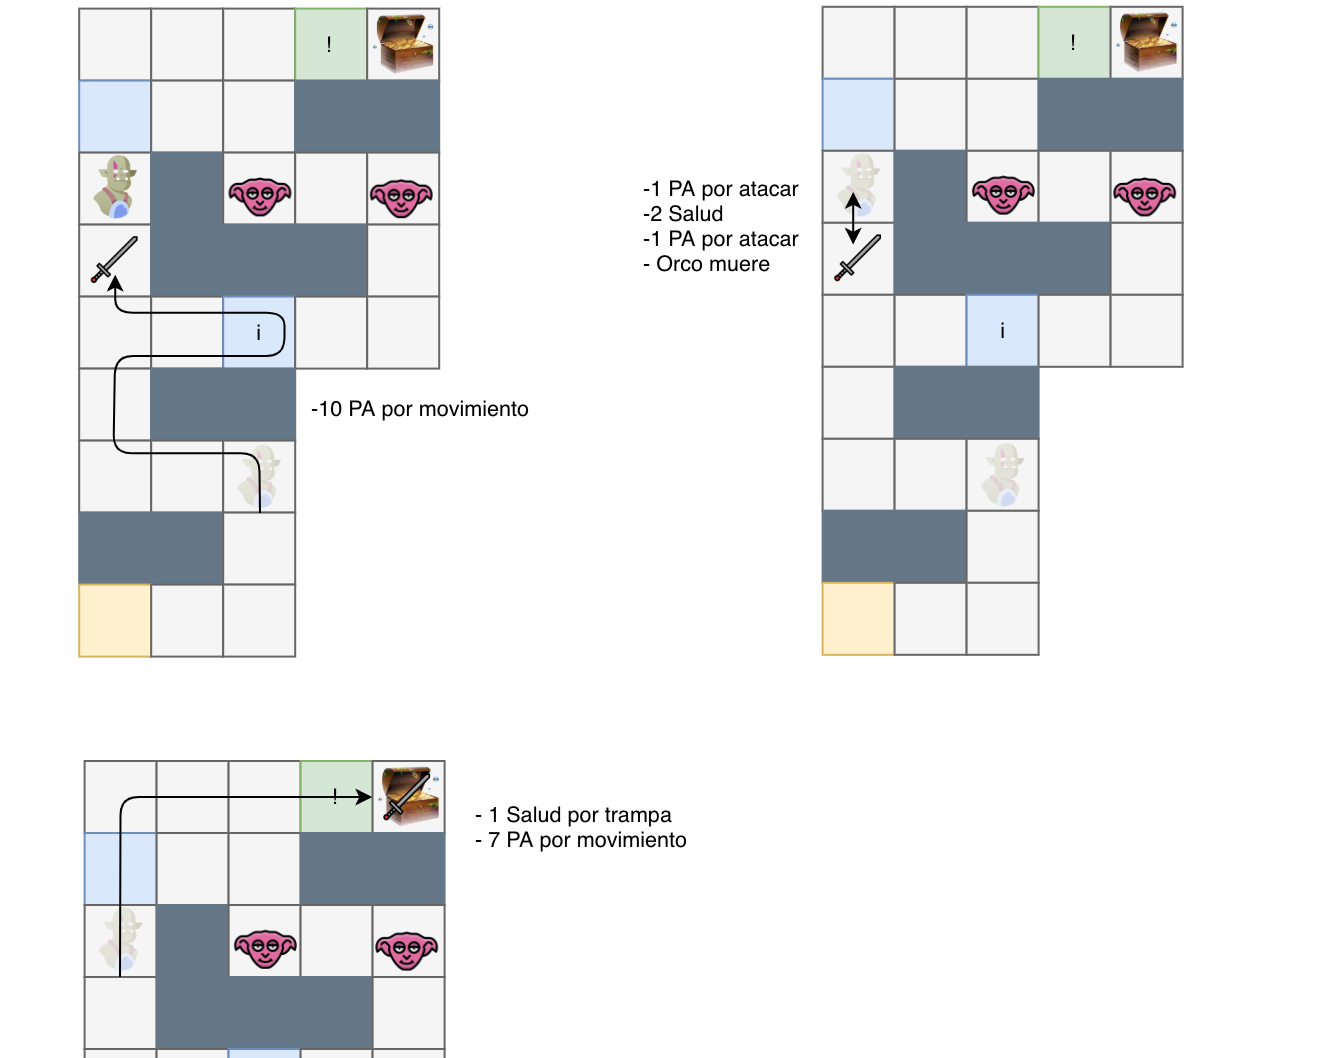 !
i
-10 PA por movimiento
!
-1 PA por atacar
-2 Salud
-1 PA por atacar
- Orco muere
i
!
- 1 Salud por trampa
- 7 PA por movimiento